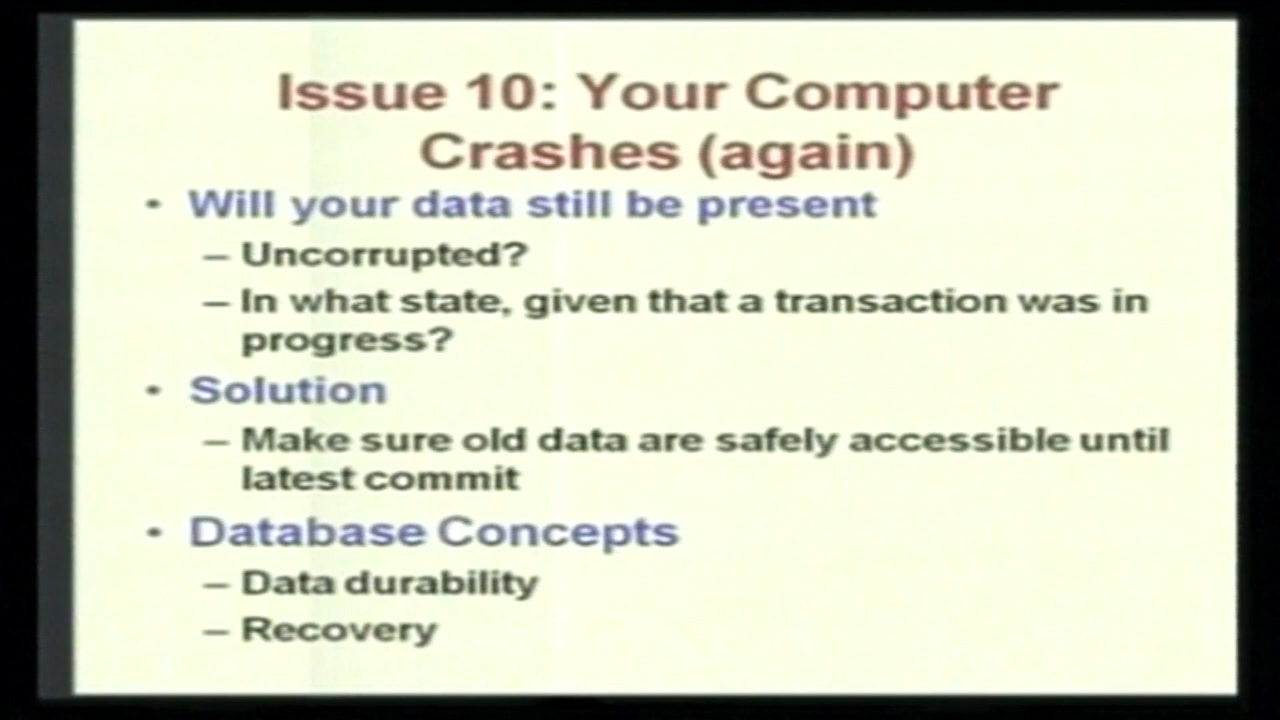 Issue 10: Your Computer
Crashes (again)
• Will your data still be present
– Uncorrupted?
– In what state, given that a transaction was in
progress?
• Solution
– Make sure old data are safely accessible until
latest commit
• Database Concepts
– Data durability
– Recovery